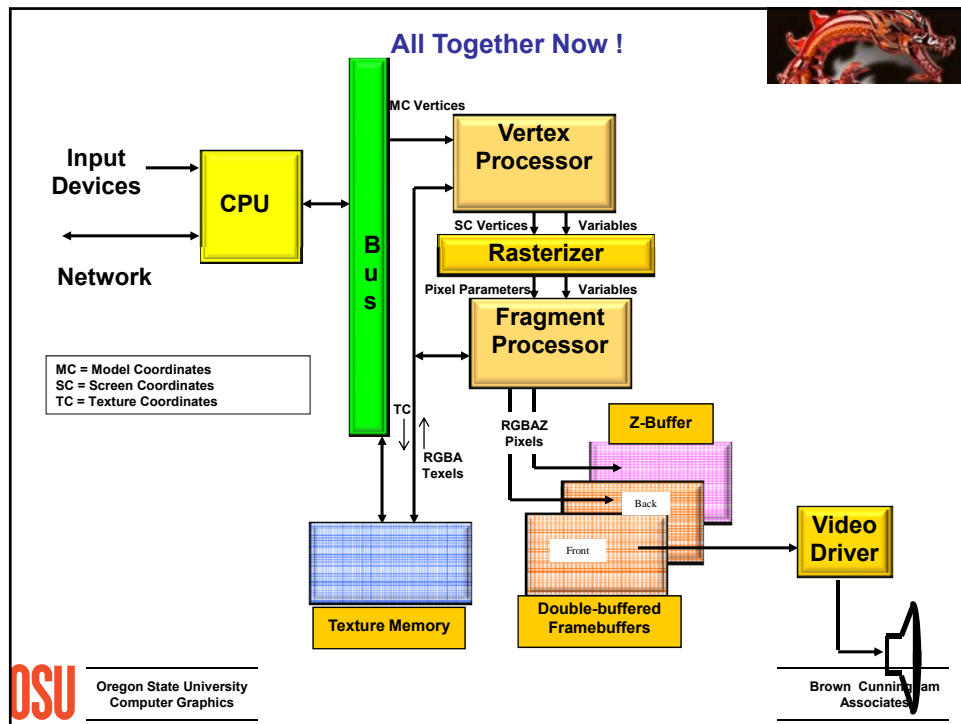 All Together Now !
MC Vertices
Vertex
Processor
Input
Devices
CPU
B
u
s
SC Vertices
Variables
Rasterizer
Network
Pixel Parameters
Variables
Fragment
Processor
MC = Model Coordinates
SC = Screen Coordinates
TC = Texture Coordinates
TC
RGBA
Texels
RGBAZ
Pixels
Z-Buffer
Back
Front
Video
Driver
Texture Memory
Double-buffered
Framebuffers
OSU
Oregon State University
Computer Graphics
Brown Cunningham
Associates